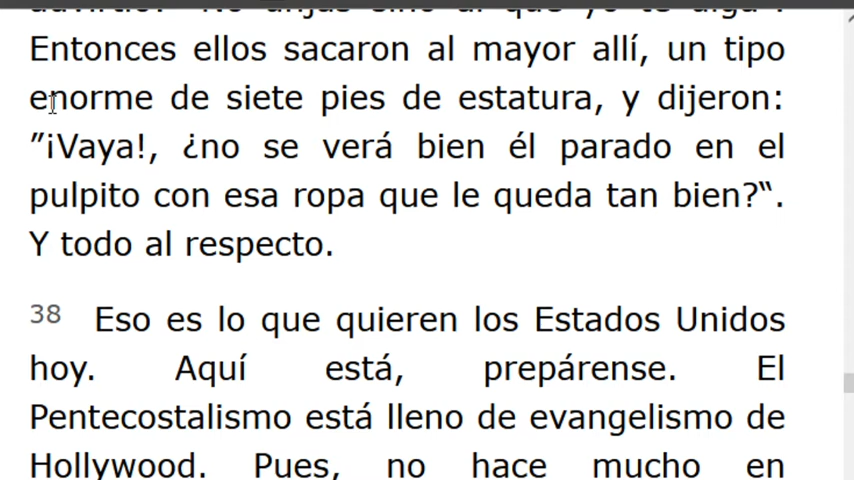 Entonces ellos sacaron al mayor allí, un tipo
enorme de siete pies de estatura, y dijeron:
”¡Vaya!, ¿no se verá bien él parado en el
pulpito con esa ropa que le queda tan bien?“.
Y todo al respecto.
38 Eso es lo que quieren los Estados Unidos
hoy. Aquí está, prepárense. El
Pentecostalismo está lleno de evangelismo de
Hollywood. Pues, no hace mucho en